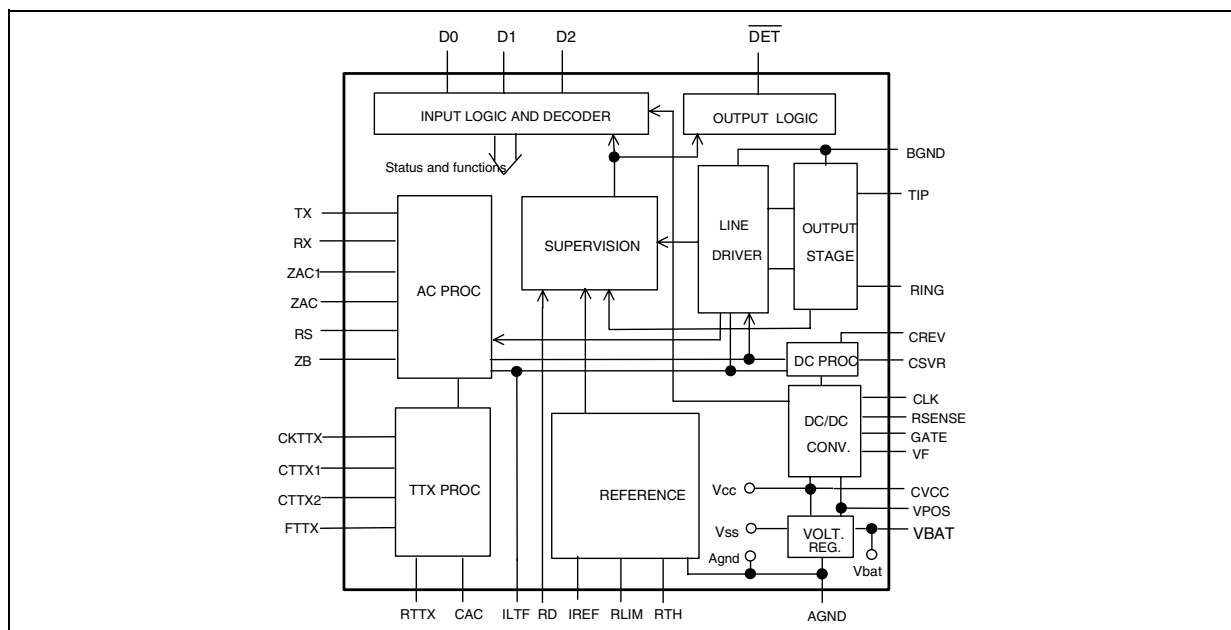 D0
D1
D2
DET
INPUT LOGIC AND DECODER
OUTPUT LOGIC
Status and functions
BGND
TX
RX
ZAC1
ZAC
RS
ZB
AC PROC
SUPERVISION
LINE
DRIVER
OUTPUT
STAGE
TIP
RING
CREV
CSVR
DC PROC
CLK
RSENSE
GATE
VF
DC/DC
CONV.
CKTTX
CTTX1
CTTX2
FTTX
TTX PROC
REFERENCE
Vcc
Vss
Agnd
CVCC
VPOS
VBAT
VOLT.
REG.
Vbat
RTTX
CAC
ILTF
RD
IREF
RLIM
RTH
AGND